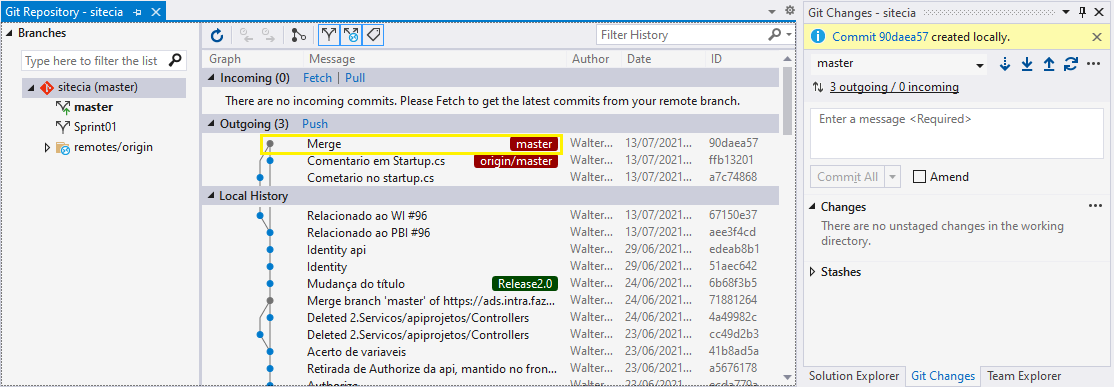 Git Repository - sitecia
Branches
Type here to filter the list
sitecia (master)
master
Sprint01
remotes/origin
Filter History
Graph Message Author Date ID
Incoming (0) Fetch | Pull
There are no incoming commits. Please Fetch to get the latest commits from your remote branch.
Outgoing (3) Push
Merge master Walter... 13/07/2021... 90daea57
Comentario em Startup.cs origin/master Walter... 13/07/2021... ffb13201
Cometario no startup.cs Walter... 13/07/2021... a7c74868
Local History
Relacionado ao WI #96 Walter... 13/07/2021... 67150e37
Relacionado ao PBI #96 Walter... 13/07/2021... aee3f4cd
Identity api Walter... 29/06/2021... edeab8b1
Identity Walter... 29/06/2021... 51aec642
Mudança do título Release2.0 Walter... 24/06/2021... 6b68f3b5
Merge branch 'master' of https://ads.intra.faz... Walter... 24/06/2021... 71881264
Deleted 2.Servicos/apiprojetos/Controllers Walter... 24/06/2021... 4a49982c
Deleted 2.Servicos/apiprojetos/Controllers Walter... 23/06/2021... cc49d2b3
Acerto de variaveis Walter... 24/06/2021... 41b8ad5a
Retirada de Authorize da api, mantido no fron... Walter... 24/06/2021... a5676178
Git Changes - sitecia
Commit 90daea57 created locally.
master
3 outgoing / 0 incoming
Enter a message <Required>
Commit All
Amend
Changes
There are no unstaged changes in the working
directory.
Stashes
Solution Explorer Git Changes Team Explorer